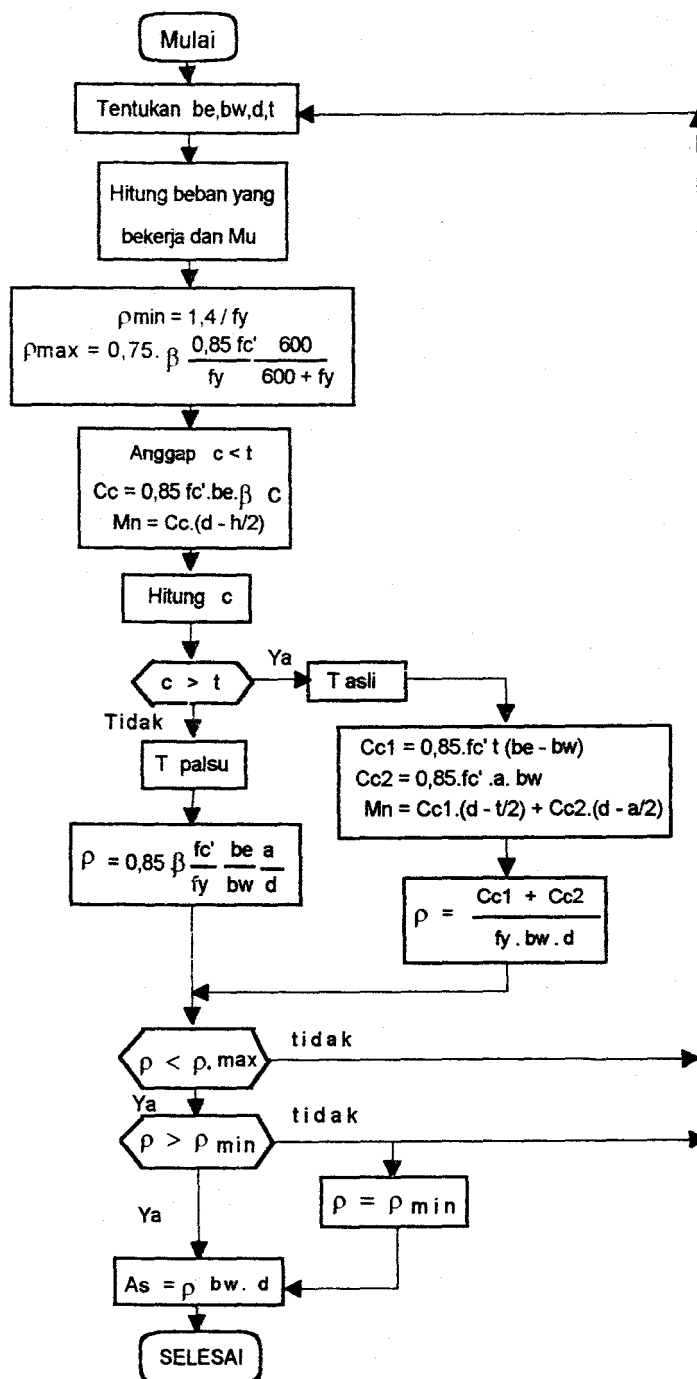 Mulai
Tentukan be,bw,d,t
Hitung beban yang
bekerja dan Mu
ρmin = 1,4 / fy
ρmax = 0,75. β 0,85 fc' / fy 600 / 600 + fy
Anggap c < t
Cc = 0,85 fc'.be.β c
Mn = Cc.(d - h/2)
Hitung c
c > t
Ya
T asli
Tidak
T palsu
Cc1 = 0,85.fc' t (be - bw)
Cc2 = 0,85.fc' .a. bw
Mn = Cc1.(d - t/2) + Cc2.(d - a/2)
ρ = 0,85 β fc' / fy be / bw a / d
ρ = Cc1 + Cc2 / fy . bw . d
ρ < ρ. max
tidak
Ya
ρ > ρ min
tidak
Ya
ρ = ρ min
As = ρ bw. d
SELESAI